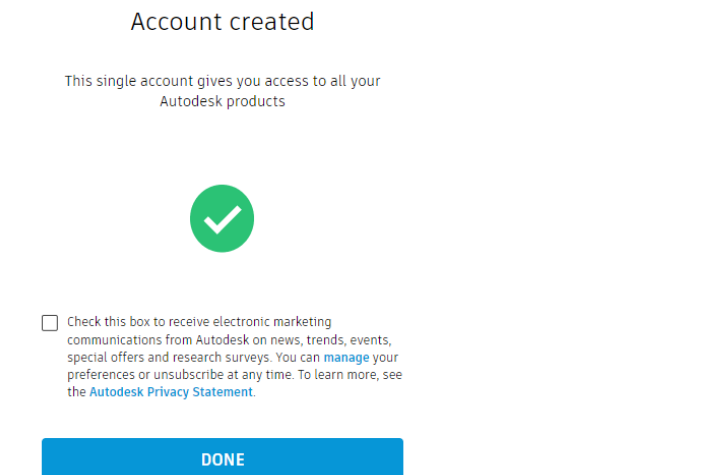 Account created
This single account gives you access to all your
Autodesk products
Check this box to receive electronic marketing
communications from Autodesk on news, trends, events,
special offers and research surveys. You can manage your
preferences or unsubscribe at any time. To learn more, see
the Autodesk Privacy Statement.
DONE